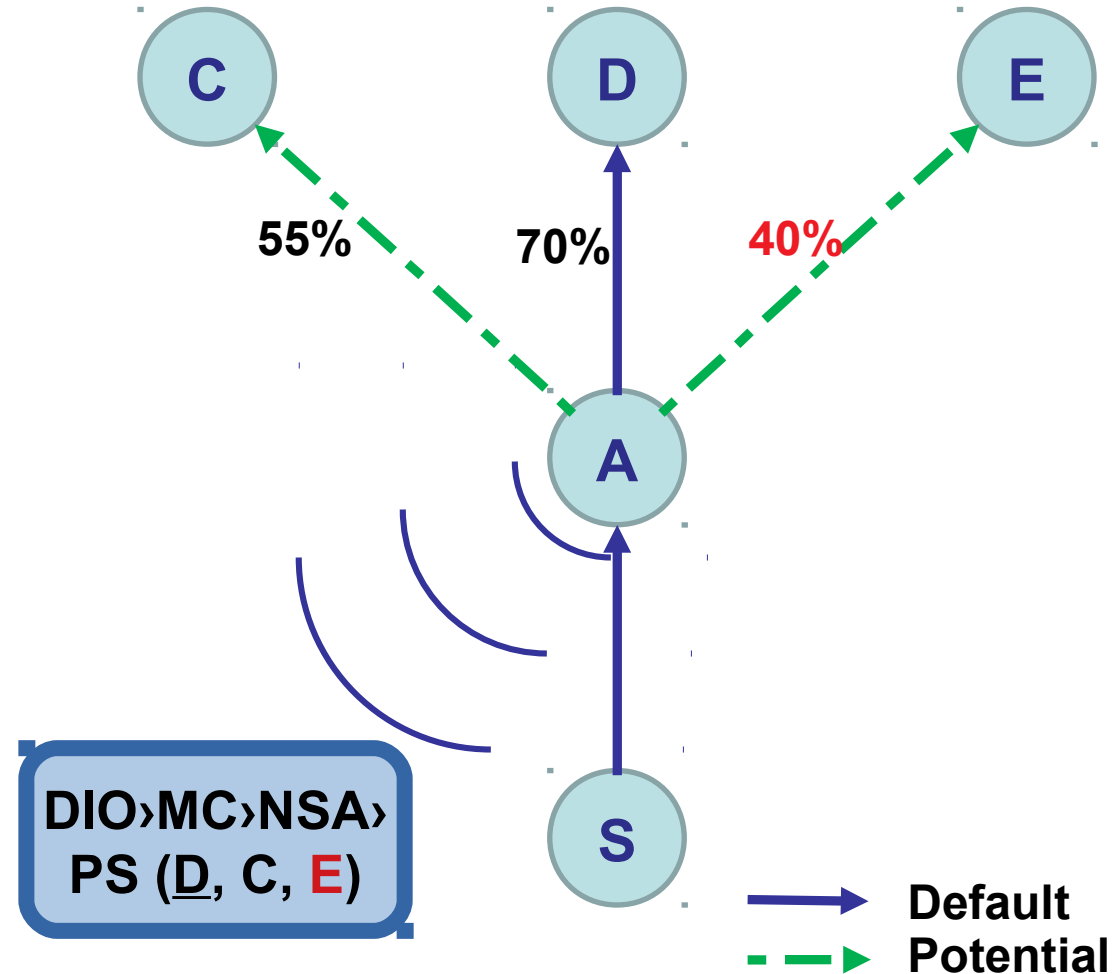 C
D
E
55%
70%
40%
A
DIO›MC›NSA›
PS (D, C, E)
S
Default
Potential